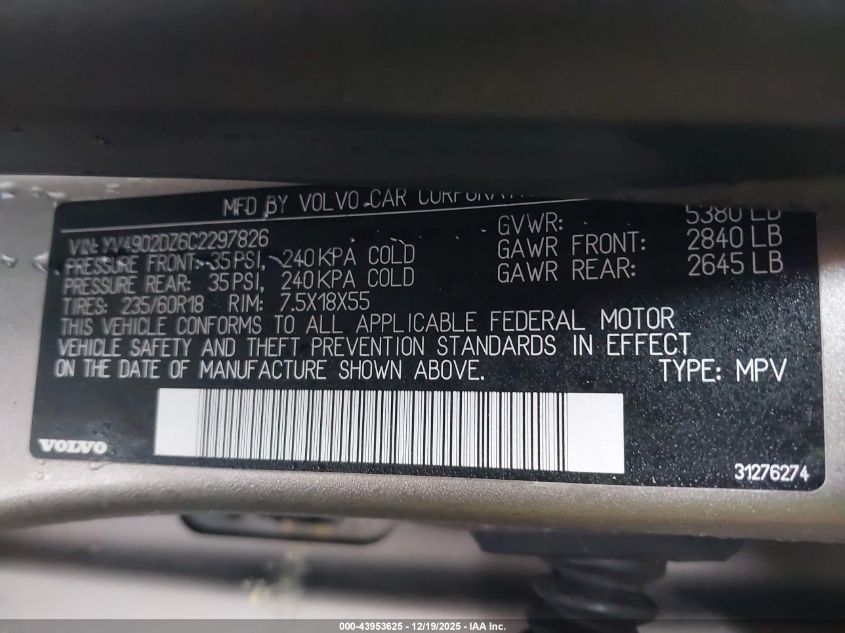 MFD BY VOLVO CAR CORPORATI
VIN: YV4902DZ6C2297826
PRESSURE FRONT: 35 PSI, 240 KPA COLD
PRESSURE REAR: 35 PSI, 240 KPA COLD
TIRES: 235/60R18 RIM: 7.5X18X55
GVWR: 5380 LB
GAWR FRONT: 2840 LB
GAWR REAR: 2645 LB
THIS VEHICLE CONFORMS TO ALL APPLICABLE FEDERAL MOTOR
VEHICLE SAFETY AND THEFT PREVENTION STANDARDS IN EFFECT
ON THE DATE OF MANUFACTURE SHOWN ABOVE. TYPE: MPV
VOLVO
31276274
000-43953625 - 12/19/2025 - IAA Inc.